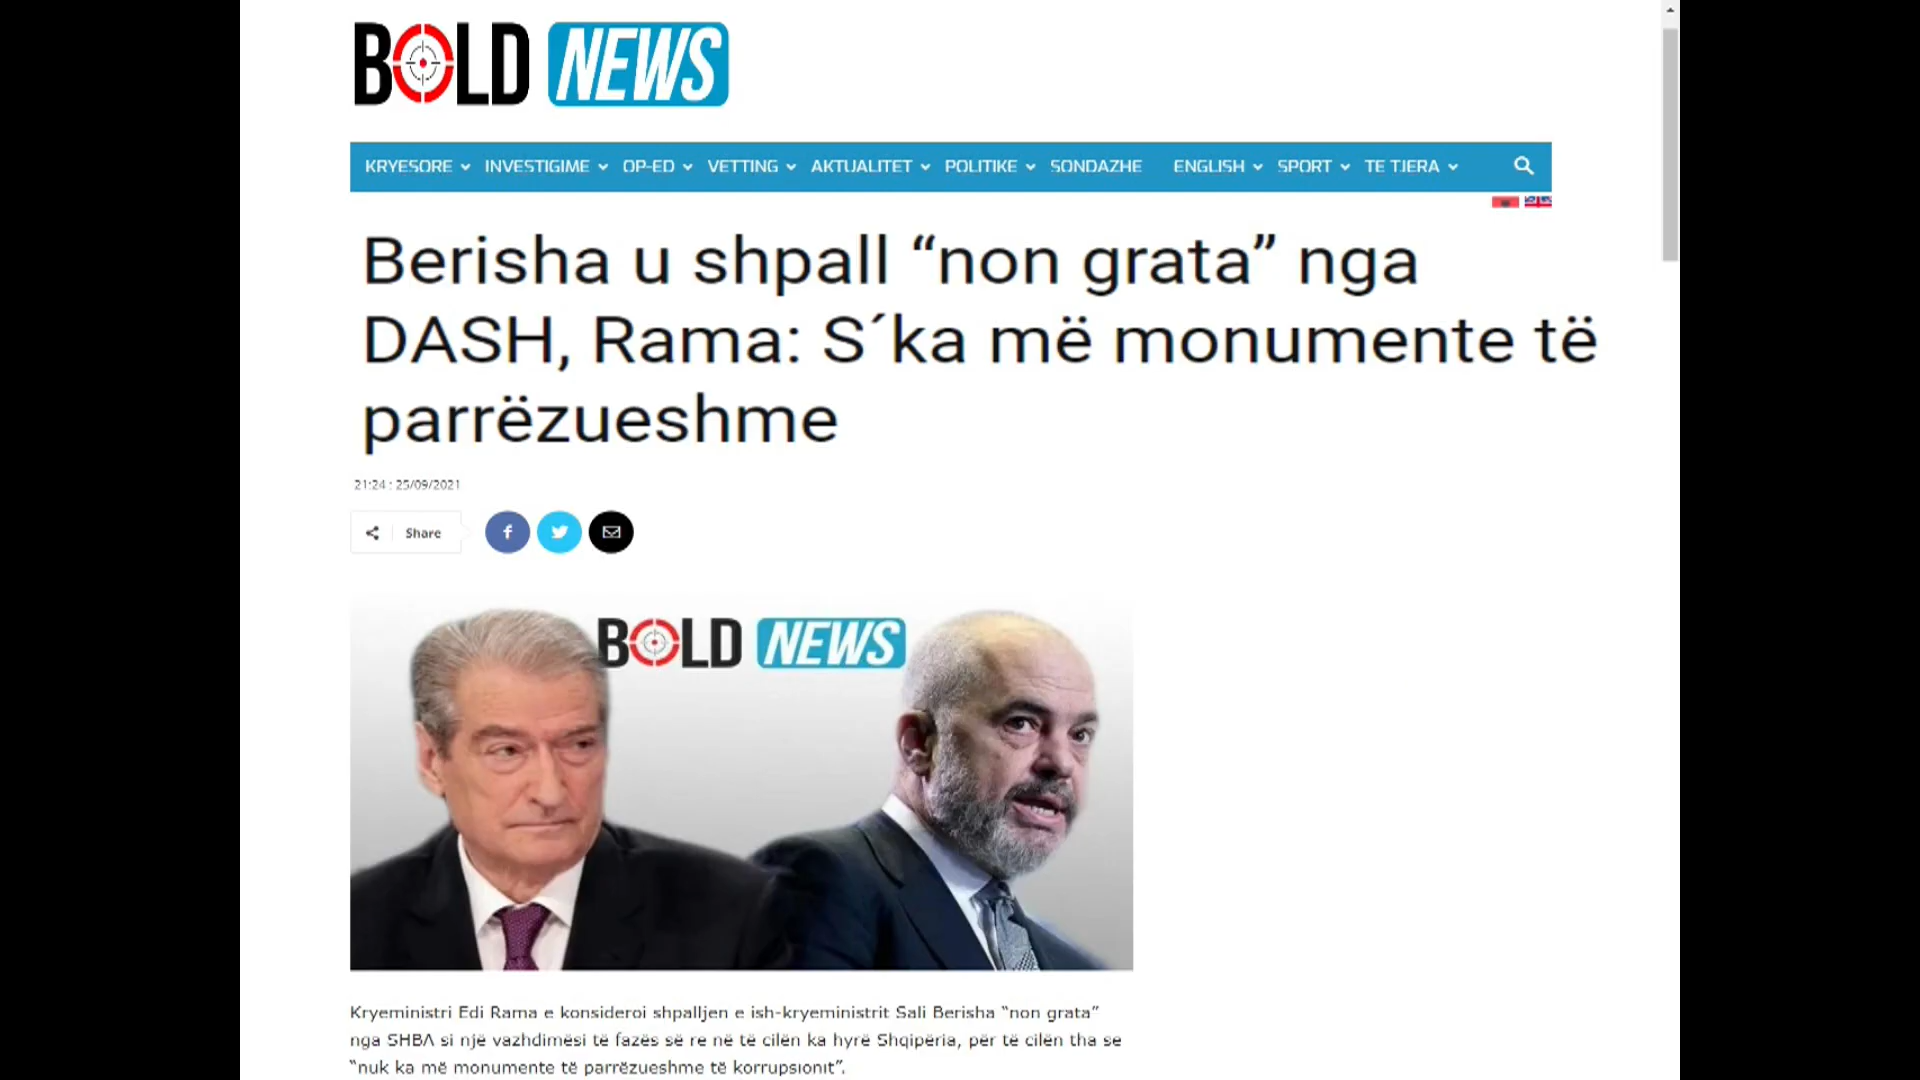 BOLD NEWS
KRYESORE INVESTIGIME OP-ED VETTING AKTUALITET POLITIKE SONDAZHE ENGLISH SPORT TE TJERA
Berisha u shpall “non grata” nga
DASH, Rama: S´ka më monumente të
parrëzueshme
21:24 : 25/09/2021
Share
BOLD NEWS
Kryeministri Edi Rama e konsideroi shpalljen e ish-kryeministrit Sali Berisha “non grata”
nga SHBA si një vazhdimësi të fazës së re në të cilën ka hyrë Shqipëria, për të cilën tha se
“nuk ka më monumente të parrëzueshme të korrupsionit”.